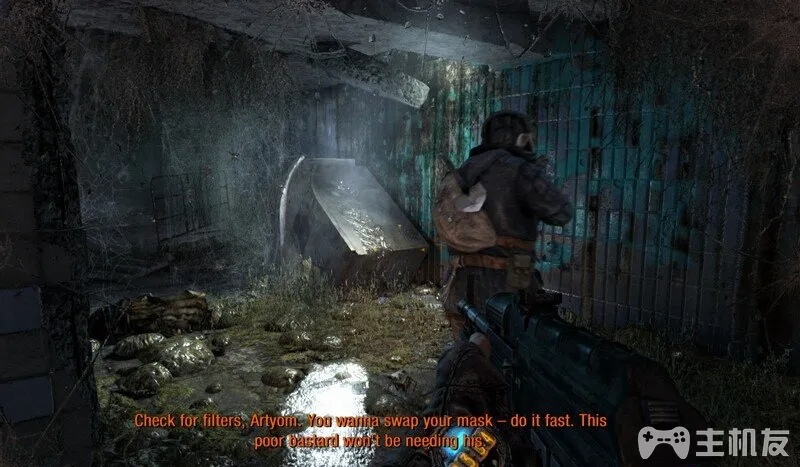 Check for filters, Artyom. You wanna swap your mask – do it fast. This
poor bastard won't be needing his.
主机友